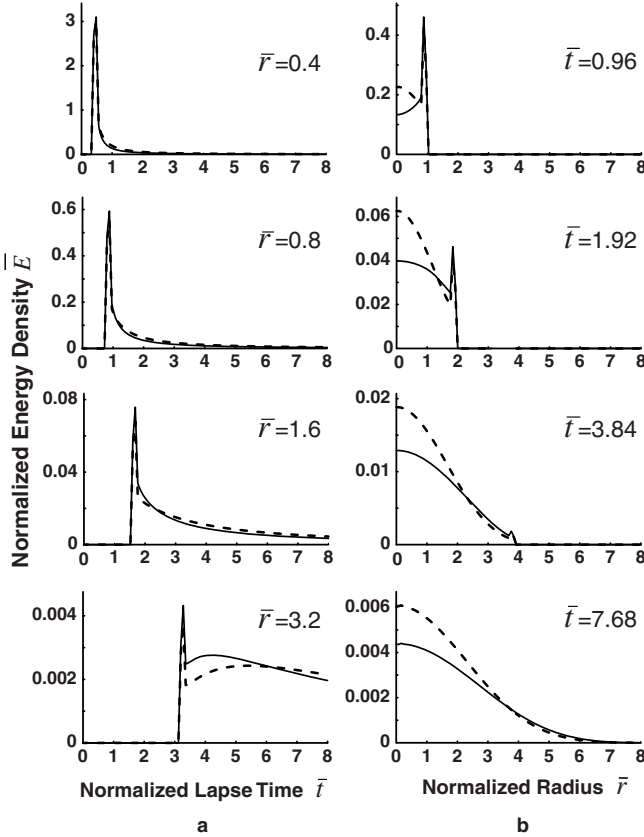 3
2
1
0
0 1 2 3 4 5 6 7 8
r̅=0.4
0.6
0.4
0.2
0
0 1 2 3 4 5 6 7 8
r̅=0.8
0.08
0.04
0
0 1 2 3 4 5 6 7 8
r̅=1.6
0.004
0.002
0
0 1 2 3 4 5 6 7 8
r̅=3.2
Normalized Energy Density E̅
Normalized Lapse Time t̅
a
0.4
0.2
0
0 1 2 3 4 5 6 7 8
t̅=0.96
0.06
0.04
0.02
0
0 1 2 3 4 5 6 7 8
t̅=1.92
0.02
0.01
0
0 1 2 3 4 5 6 7 8
t̅=3.84
0.006
0.004
0.002
0
0 1 2 3 4 5 6 7 8
t̅=7.68
Normalized Radius r̅
b